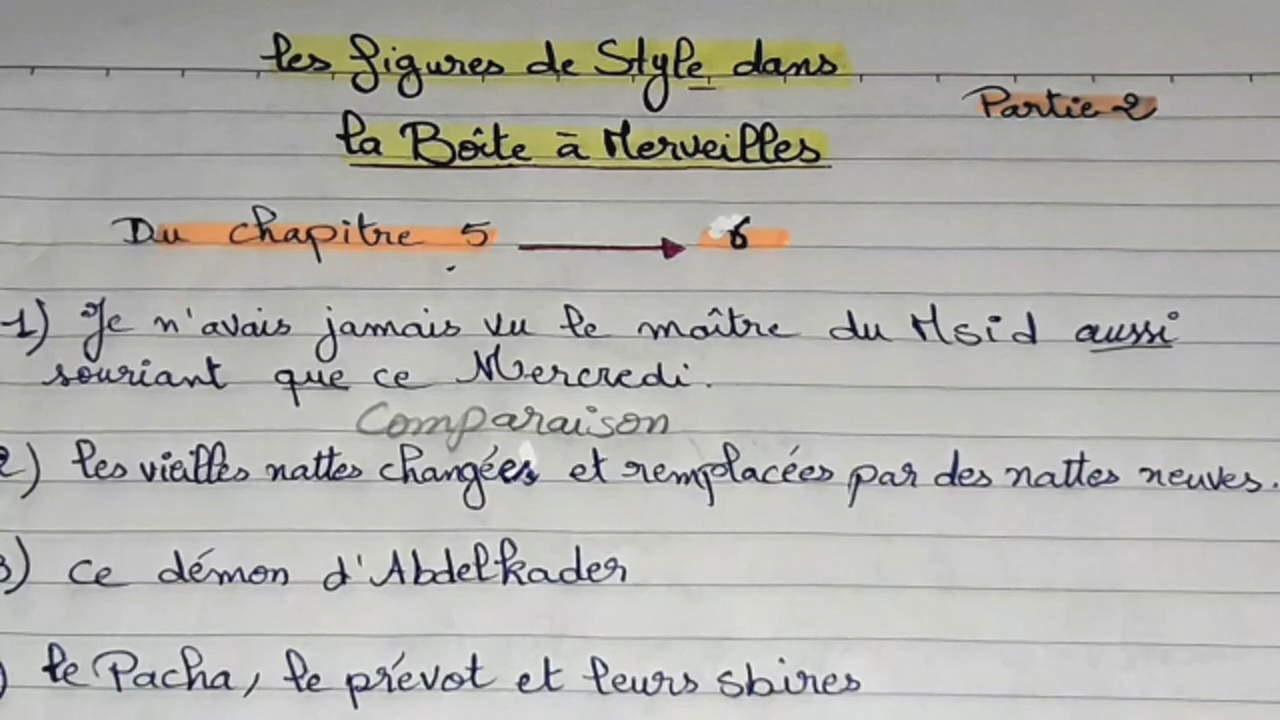 les figures de Style dans
Partie 2
la Boîte à Merveilles
Du chapitre 5 → 6
1) Je n'avais jamais vu le maître du Msid aussi
souriant que ce Mercredi.
Comparaison
2) les vieilles nattes changées et remplacées par des nattes neuves.
3) ce démon d'Abdelkader
) le Pacha, le prévot et leurs sbires